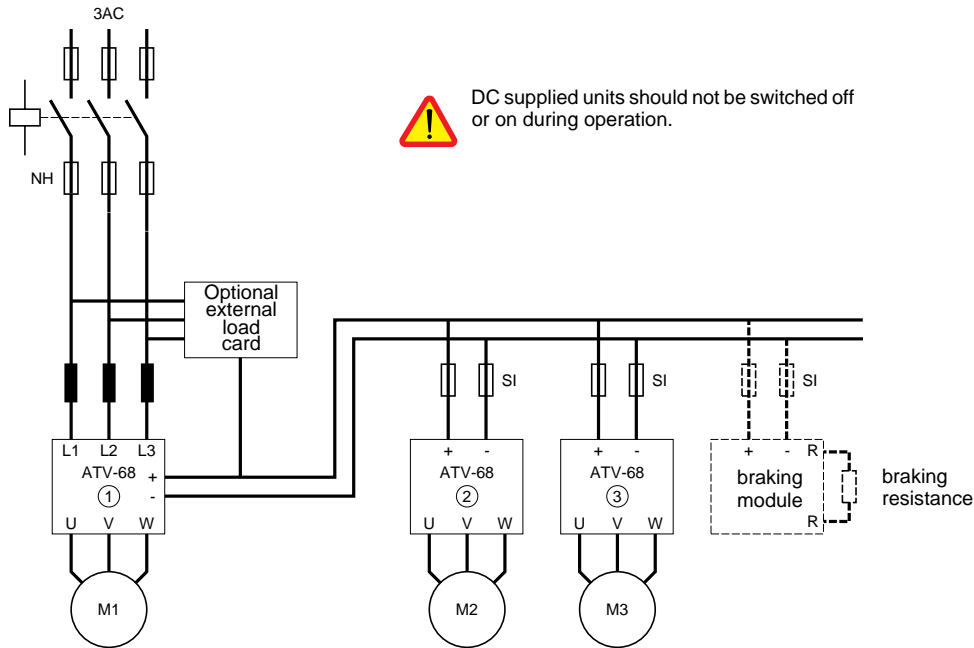 3AC
DC supplied units should not be switched off
or on during operation.
NH
Optional
external
load
card
SI
SI
SI
L1 L2 L3
ATV-68
+
1
-
U V W
+ -
ATV-68
2
U V W
+ -
ATV-68
3
U V W
+ - R
braking
module
R
braking
resistance
M1
M2
M3